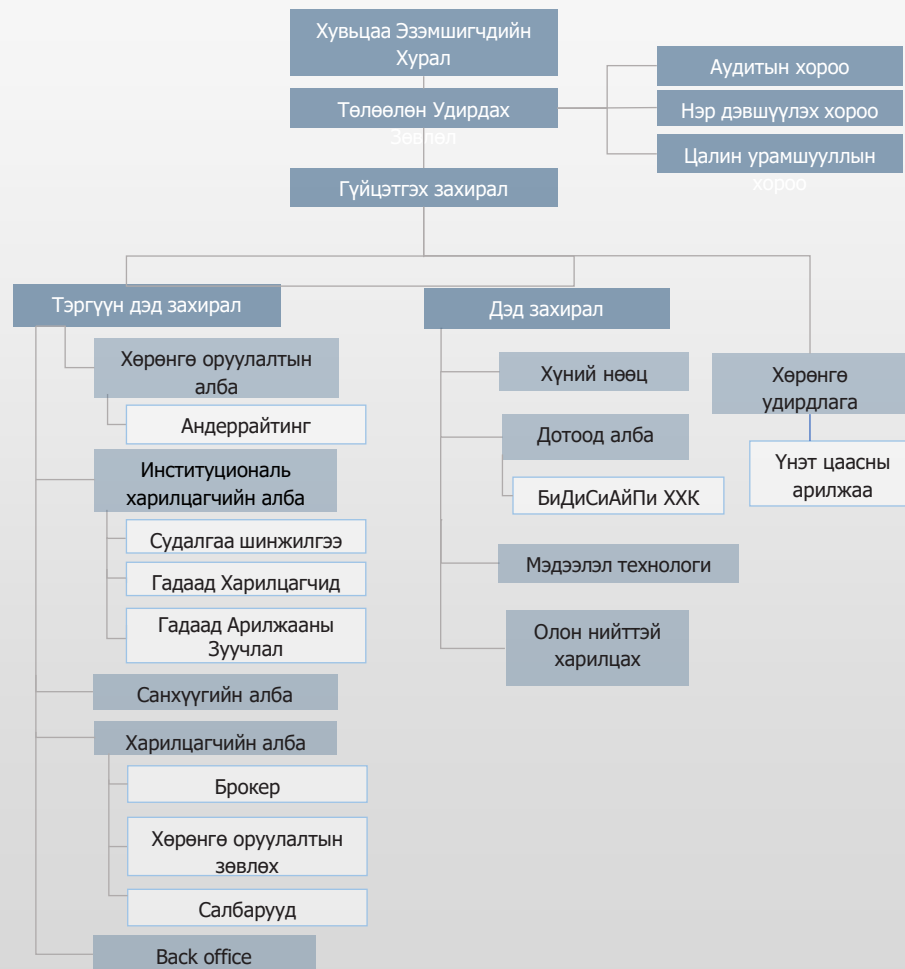 Хувьцаа Эзэмшигчдийн
Хурал
Төлөөлөн Удирдах
Зөвлөл
Аудитын хороо
Нэр дэвшүүлэх хороо
Цалин урамшууллын
хороо
Гүйцэтгэх захирал
Тэргүүн дэд захирал
Хөрөнгө оруулалтын
алба
Андеррайтинг
Институциональ
харилцагчийн алба
Судалгаа шинжилгээ
Гадаад Харилцагчид
Гадаад Арилжааны
Зуучлал
Санхүүгийн алба
Харилцагчийн алба
Брокер
Хөрөнгө оруулалтын
зөвлөх
Салбарууд
Back office
Дэд захирал
Хүний нөөц
Дотоод алба
БиДиСиАйПи ХХК
Мэдээлэл технологи
Олон нийттэй
харилцах
Хөрөнгө
удирдлага
Үнэт цаасны
арилжаа